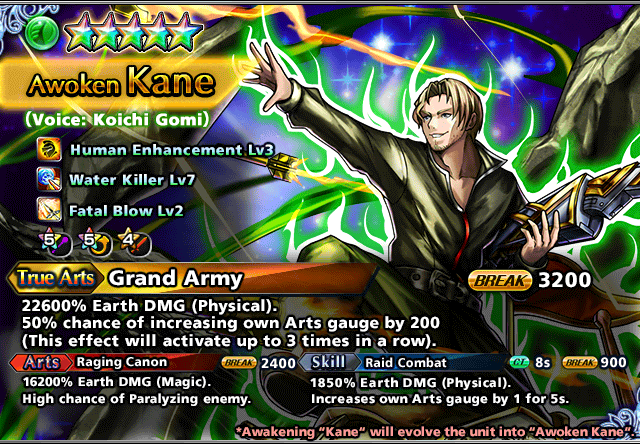 Awoken Kane
(Voice: Koichi Gomi)
Human Enhancement Lv3
Water Killer Lv7
Fatal Blow Lv2
5 5 4
True Arts Grand Army BREAK 3200
22600% Earth DMG (Physical).
50% chance of increasing own Arts gauge by 200
(This effect will activate up to 3 times in a row).
Arts Raging Canon BREAK 2400
16200% Earth DMG (Magic).
High chance of Paralyzing enemy.
Skill Raid Combat CT 8s BREAK 900
1850% Earth DMG (Physical).
Increases own Arts gauge by 1 for 5s.
*Awakening "Kane" will evolve the unit into "Awoken Kane"